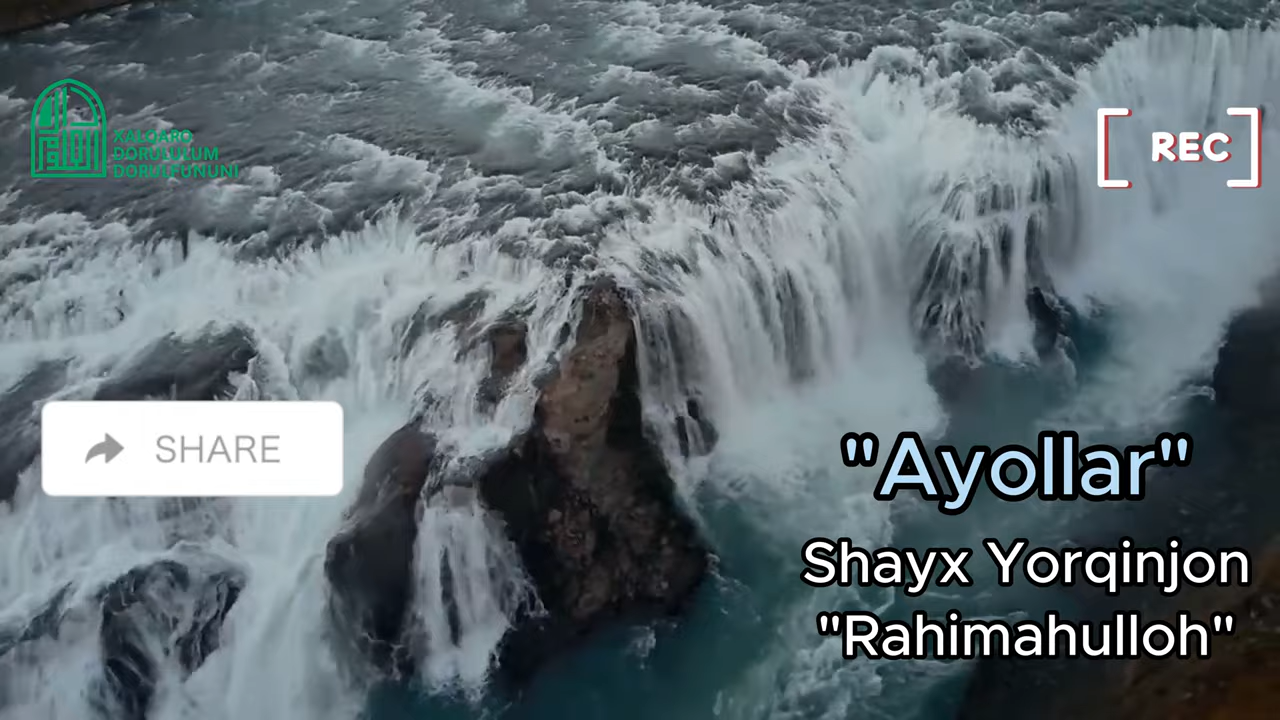 XALQARO
DORULULUM
DORULFUNUNI
REC
SHARE
"Ayollar"
Shayx Yorqinjon
"Rahimahulloh"